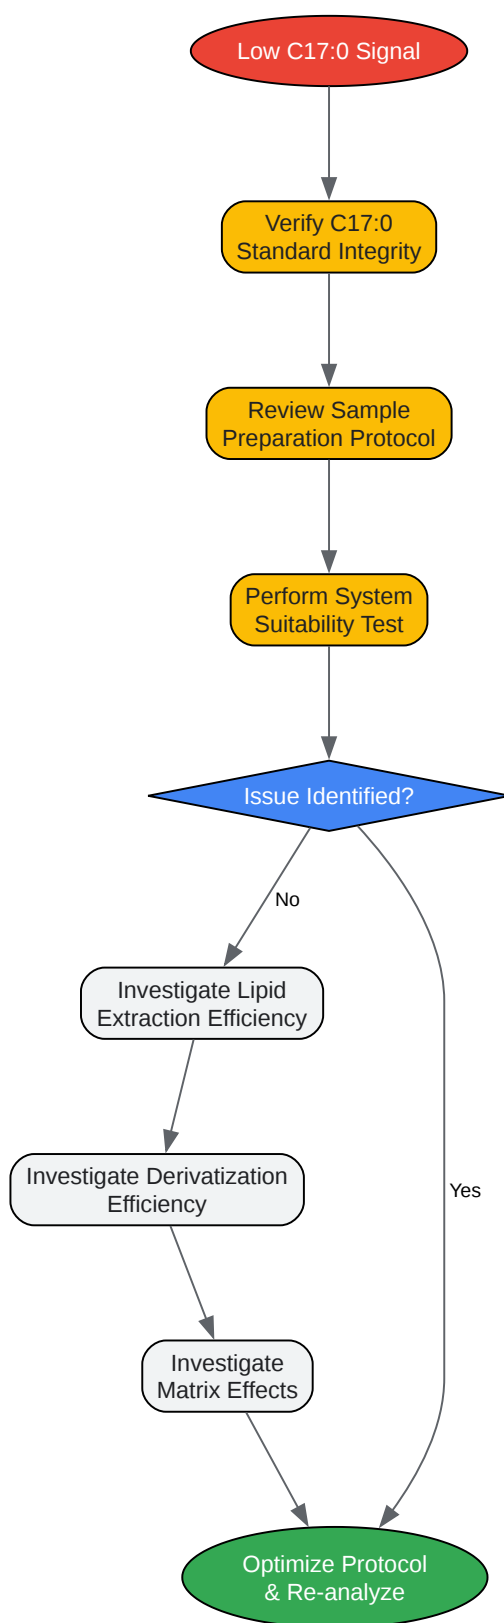 Low C17:0 Signal
Verify C17:0
Standard Integrity
Review Sample
Preparation Protocol
Perform System
Suitability Test
Issue Identified?
No
Investigate Lipid
Extraction Efficiency
Investigate Derivatization
Efficiency
Yes
Investigate
Matrix Effects
Optimize Protocol
& Re-analyze